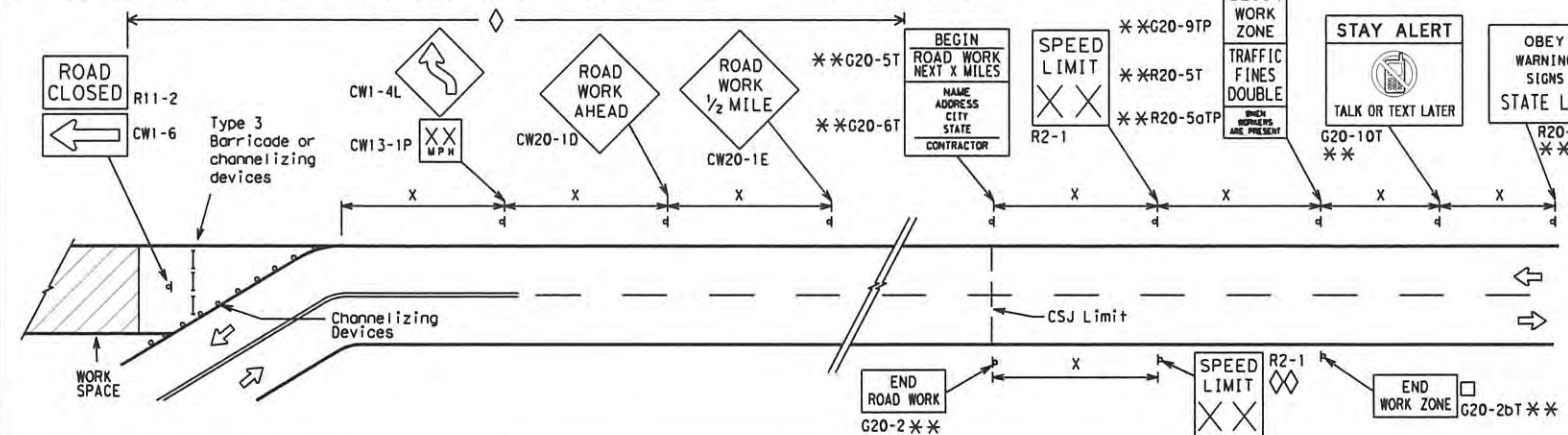 ROAD
CLOSED
R11-2
CW1-6
Type 3
Barricade or
channelizing
devices
CW1-4L
XX
MPH
CW13-1P
ROAD
WORK
AHEAD
CW20-1D
ROAD
WORK
1/2 MILE
CW20-1E
**G20-5T
BEGIN
ROAD WORK
NEXT X MILES
**G20-6T
NAME
ADDRESS
CITY
STATE
CONTRACTOR
SPEED
LIMIT
XX
R2-1
**G20-9TP
WORK
ZONE
**R20-5T
TRAFFIC
FINES
DOUBLE
**R20-5aTP
WHEN
WORKERS
ARE PRESENT
STAY ALERT
TALK OR TEXT LATER
G20-10T
**
OBEY
WARNING
SIGNS
STATE L
R20-
**
X
X
X
X
X
X
X
Channelizing
Devices
WORK
SPACE
CSJ Limit
END
ROAD WORK
G20-2**
X
SPEED
LIMIT
XX
R2-1
END
WORK ZONE
G20-2bT**